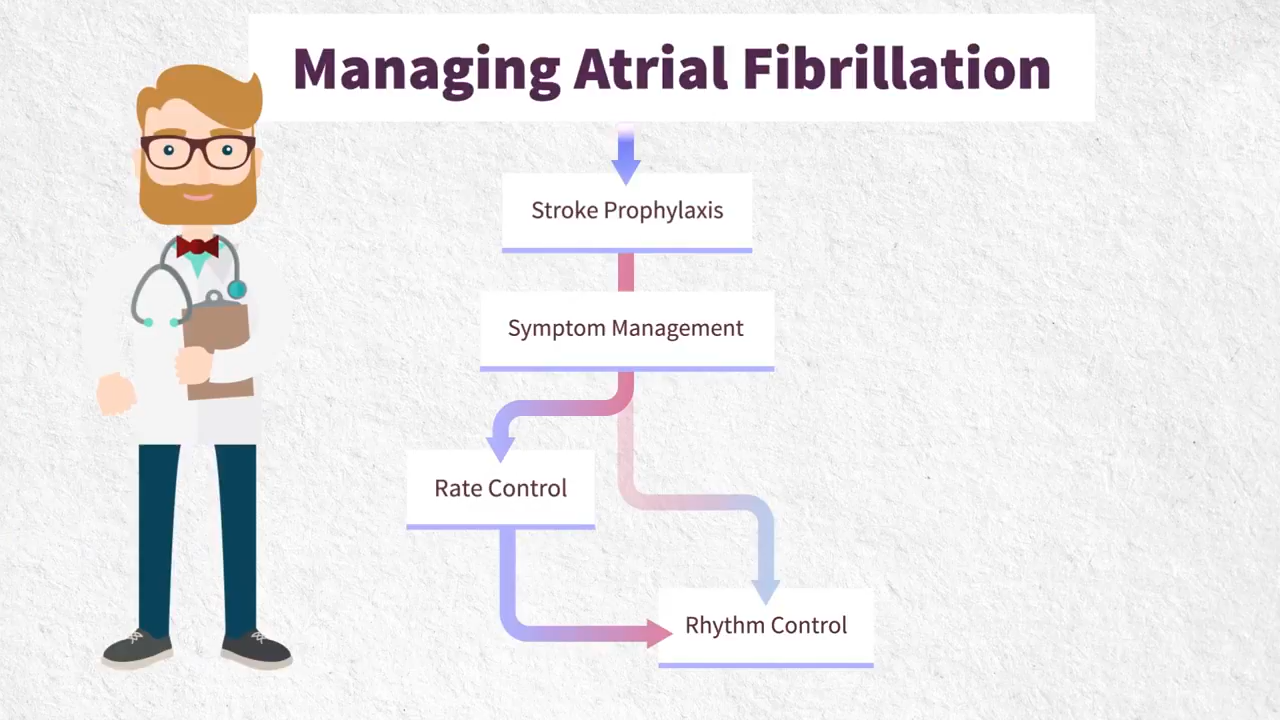 Managing Atrial Fibrillation
Stroke Prophylaxis
Symptom Management
Rate Control
Rhythm Control